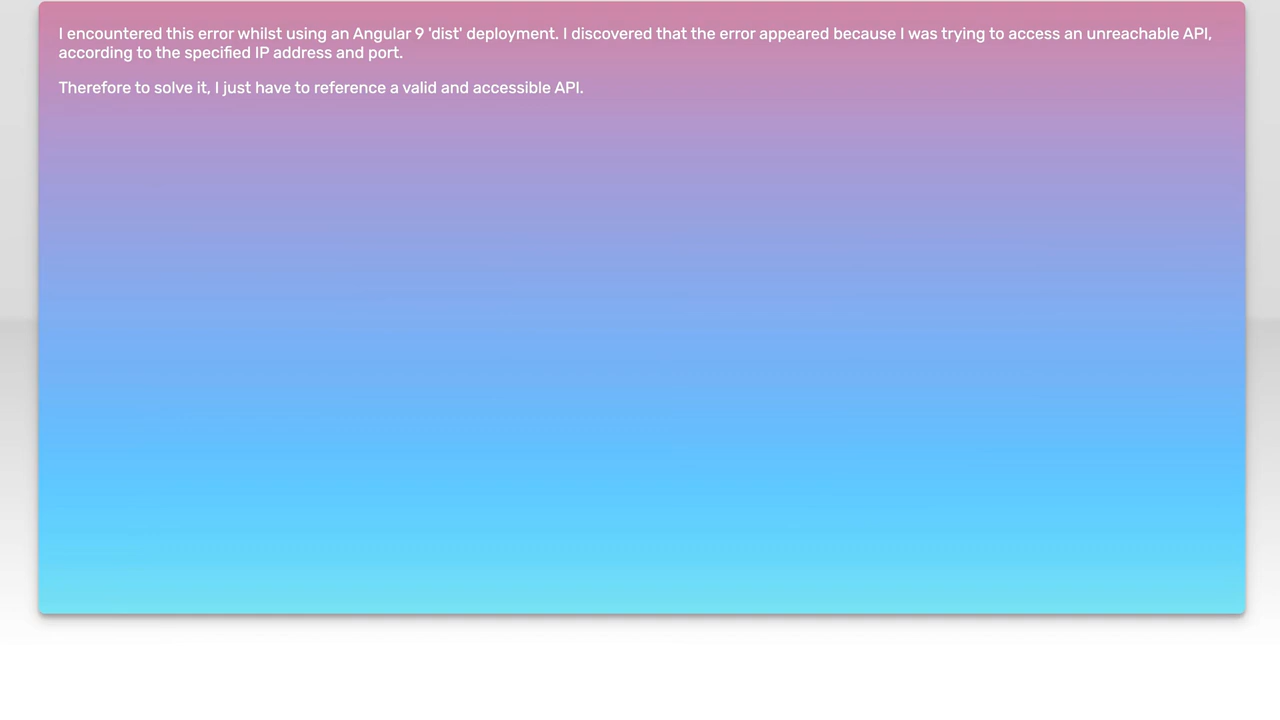 I encountered this error whilst using an Angular 9 'dist' deployment. I discovered that the error appeared because I was trying to access an unreachable API,
according to the specified IP address and port.
Therefore to solve it, I just have to reference a valid and accessible API.